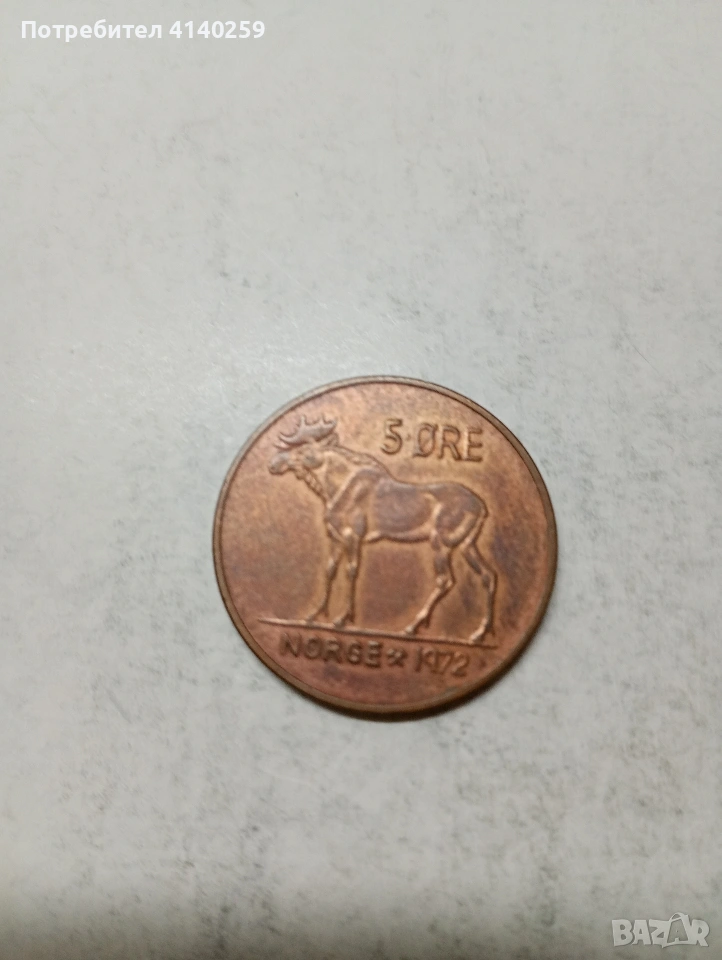 Потребител 4140259
5 ØRE
NORGE 1972
BAZAR